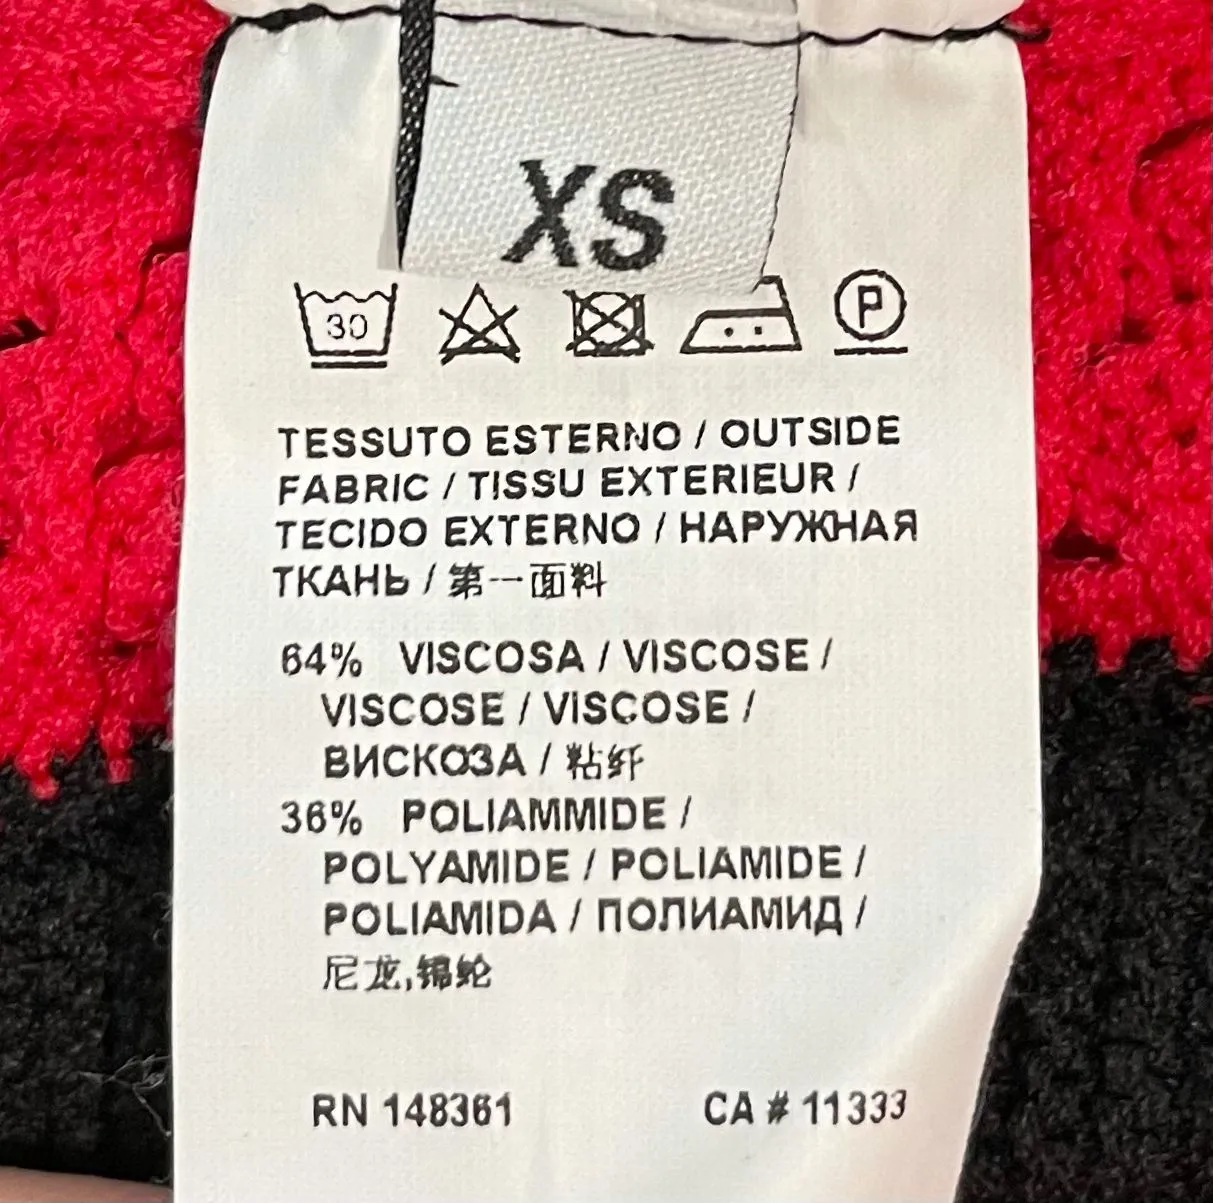 XS
30
P
TESSUTO ESTERNO / OUTSIDE
FABRIC / TISSU EXTERIEUR /
TECIDO EXTERNO / НАРУЖНАЯ
ТКАНЬ / 第一面料
64% VISCOSA / VISCOSE /
VISCOSE / VISCOSE /
ВИСКОЗА / 粘纤
36% POLIAMMIDE /
POLYAMIDE / POLIAMIDE /
POLIAMIDA / ПОЛИАМИД /
尼龙,锦纶
RN 148361 CA # 11333